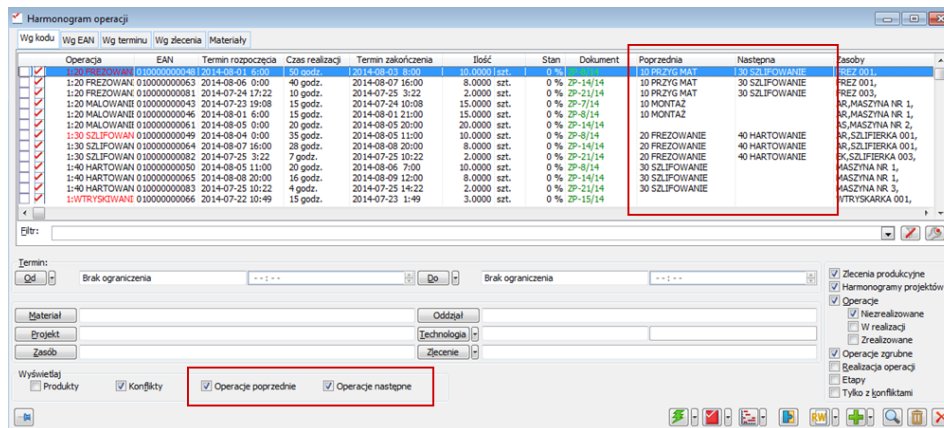 Harmonogram operacji
Wg kodu Wg EAN Wg terminu Wg zlecenia Materiały
Operacja EAN Termin rozpoczęcia Czas realizacji Termin zakończenia Ilość Stan Dokument Poprzednia Następna Zasoby
1:20 FREZOWANI 010000000048 2014-08-01 6:00 50 godz. 2014-08-03 8:00 10.0000 szt. 0 % ZP-8/14 10 PRZYG MAT 30 SZLIFOWANIE FREZ 001,
1:20 FREZOWANI 010000000063 2014-08-06 0:00 40 godz. 2014-08-07 16:00 8.0000 szt. 0 % ZP-14/14 10 PRZYG MAT 30 SZLIFOWANIE FREZ 001,
1:20 FREZOWANI 010000000081 2014-07-24 17:22 10 godz. 2014-07-25 3:22 2.0000 szt. 0 % ZP-21/14 10 PRZYG MAT 30 SZLIFOWANIE FREZ 003,
1:20 MALOWANIE 010000000043 2014-07-23 19:08 15 godz. 2014-07-24 10:08 15.0000 szt. 0 % ZP-7/14 10 MONTAŻ AR,MASZYNA NR 1,
1:20 MALOWANIE 010000000046 2014-08-01 6:00 15 godz. 2014-08-01 21:00 15.0000 szt. 0 % ZP-8/14 10 MONTAŻ AR,MASZYNA NR 1,
1:20 MALOWANIE 010000000061 2014-08-05 0:00 20 godz. 2014-08-05 20:00 20.0000 szt. 0 % ZP-14/14 AS,MASZYNA NR 2,
1:30 SZLIFOWAN 010000000049 2014-08-04 0:00 35 godz. 2014-08-05 11:00 10.0000 szt. 0 % ZP-8/14 20 FREZOWANIE 40 HARTOWANIE AR,SZLIFIERKA 001,
1:30 SZLIFOWAN 010000000064 2014-08-07 16:00 28 godz. 2014-08-08 20:00 8.0000 szt. 0 % ZP-14/14 20 FREZOWANIE 40 HARTOWANIE AR,SZLIFIERKA 001,
1:30 SZLIFOWAN 010000000082 2014-07-25 3:22 7 godz. 2014-07-25 10:22 2.0000 szt. 0 % ZP-21/14 20 FREZOWANIE 40 HARTOWANIE EK,SZLIFIERKA 003,
1:40 HARTOWAN 010000000050 2014-08-05 11:00 20 godz. 2014-08-06 7:00 10.0000 szt. 0 % ZP-8/14 30 SZLIFOWANIE MASZYNA NR 1,
1:40 HARTOWAN 010000000065 2014-08-08 20:00 16 godz. 2014-08-09 12:00 8.0000 szt. 0 % ZP-14/14 30 SZLIFOWANIE MASZYNA NR 1,
1:40 HARTOWAN 010000000083 2014-07-25 10:22 4 godz. 2014-07-25 14:22 2.0000 szt. 0 % ZP-21/14 30 SZLIFOWANIE MASZYNA NR 3,
1:WTRYSKIWANI 010000000066 2014-07-22 10:49 15 godz. 2014-07-23 1:49 3.0000 szt. 0 % ZP-15/14 WTRYSKARKA 001,
Filtr:
Termin:
Od Brak ograniczenia --:-- Do Brak ograniczenia --:--
Zlecenia produkcyjne
Harmonogramy projektów
Operacje
Niezrealizowane
W realizacji
Zrealizowane
Operacje zgrubne
Realizacja operacji
Etapy
Tylko z konfliktami
Materiał Oddział
Projekt Technologia
Zasób Zlecenie
Wyświetlaj
Produkty Konflikty Operacje poprzednie Operacje następne
RW